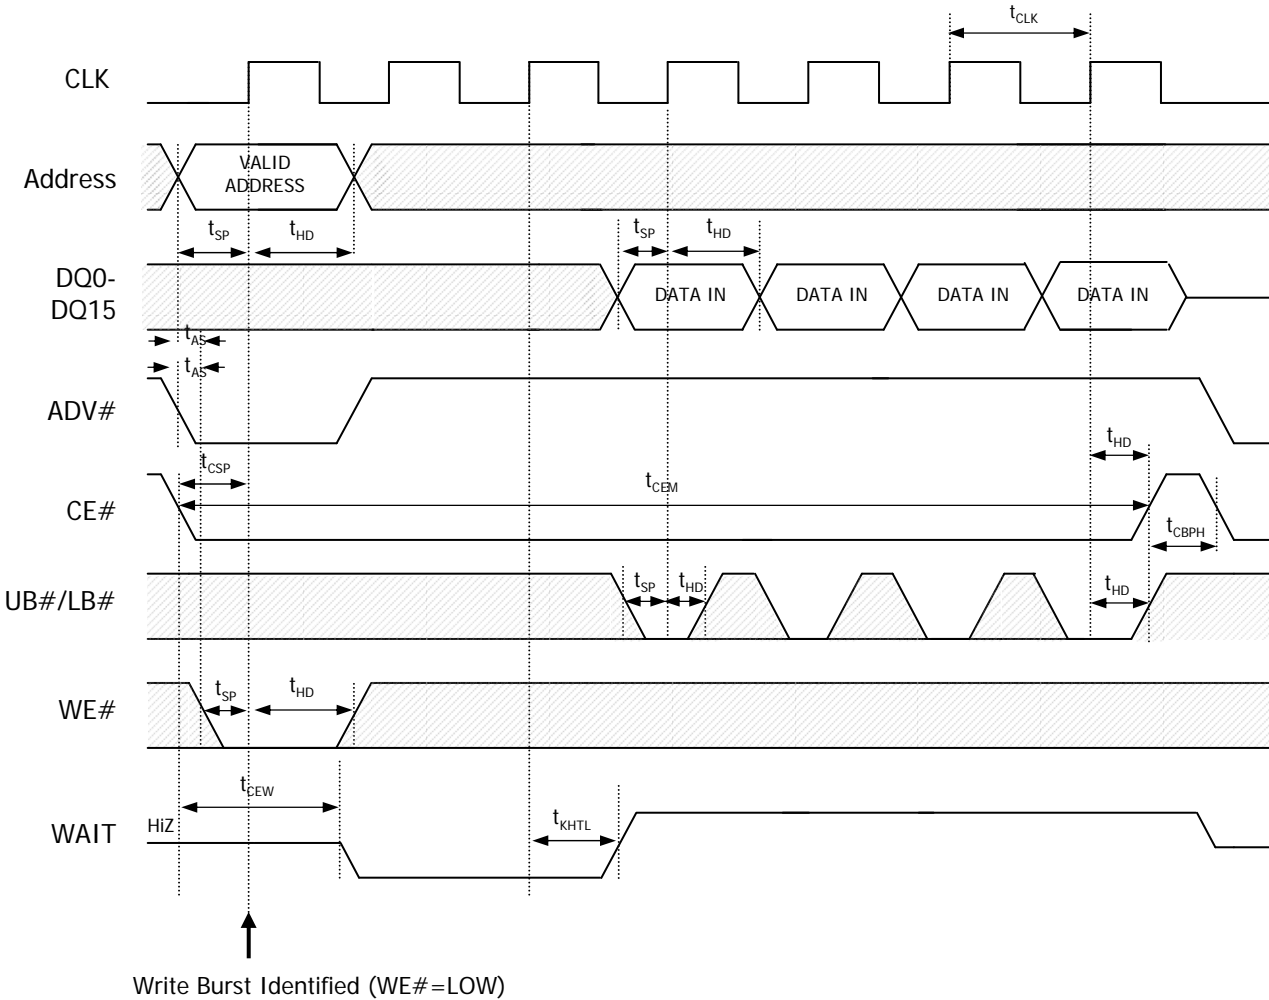 tCLK
CLK
Address
VALID
ADDRESS
tSP
tHD
tSP
tHD
DQ0-
DQ15
DATA IN
DATA IN
DATA IN
DATA IN
tAS
tAS
ADV#
tHD
tCSP
tCEM
CE#
tCBPH
UB#/LB#
tSP
tHD
tHD
WE#
tSP
tHD
tCEW
HiZ
tKHTL
WAIT
Write Burst Identified (WE#=LOW)